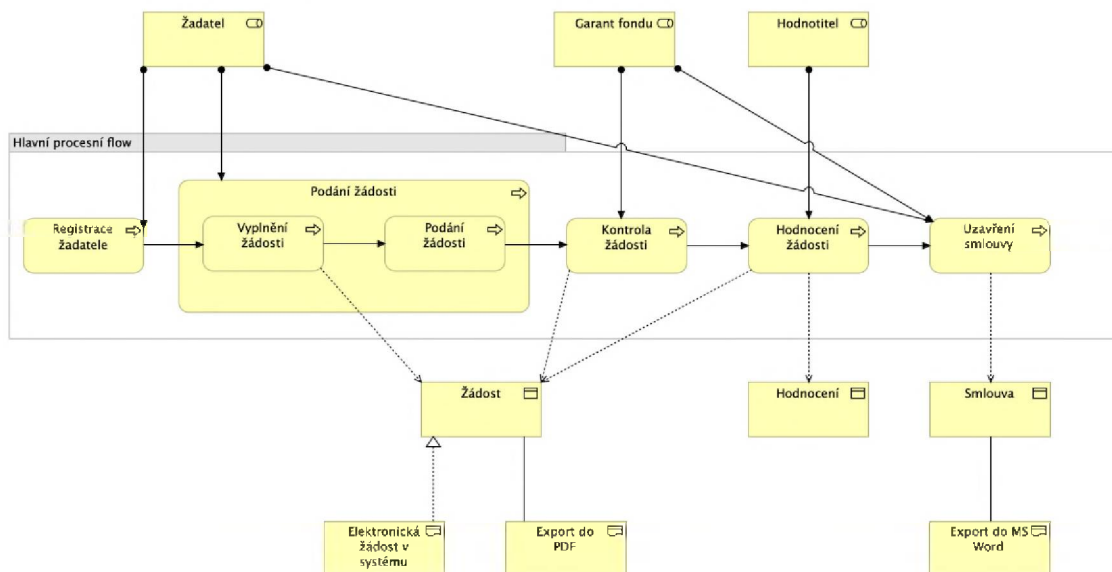 Žadatel
Garant fondu
Hodnotitel
Hlavní procesní flow
Podání žádosti
Registrace
žadatele
Vyplnění
žádosti
Podání
žádosti
Kontrola
žádosti
Hodnocení
žádosti
Uzavření
smlouvy
Žádost
Hodnocení
Smlouva
Elektronická
žádost v
systému
Export do
PDF
Export do MS
Word